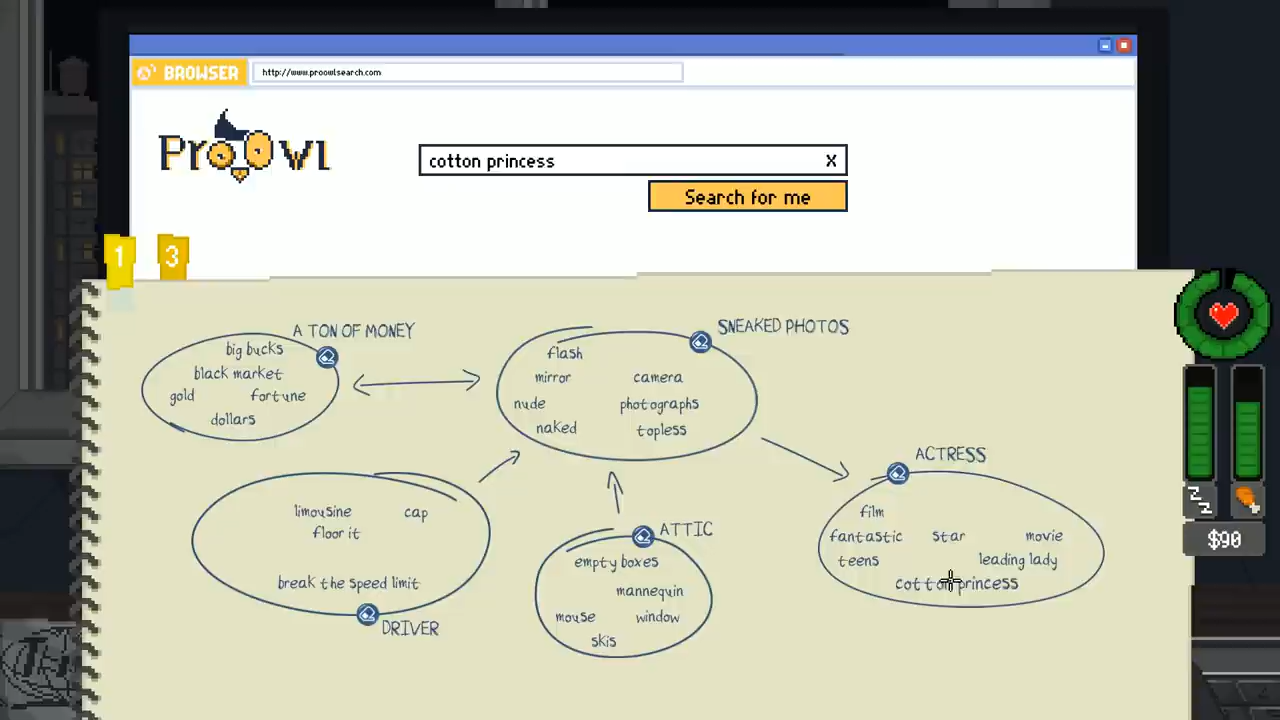 BROWSER
http://www.proowlsearch.com
PrOOwl
cotton princess X
Search for me
1 3
A TON OF MONEY
big bucks
black market
gold fortune
dollars
SNEAKED PHOTOS
flash
mirror camera
nude photographs
naked topless
ACTRESS
film
fantastic star movie
teens leading lady
cotton princess
limousine cap
floor it
break the speed limit
DRIVER
ATTIC
empty boxes
mannequin
mouse window
skis
zzz
$90